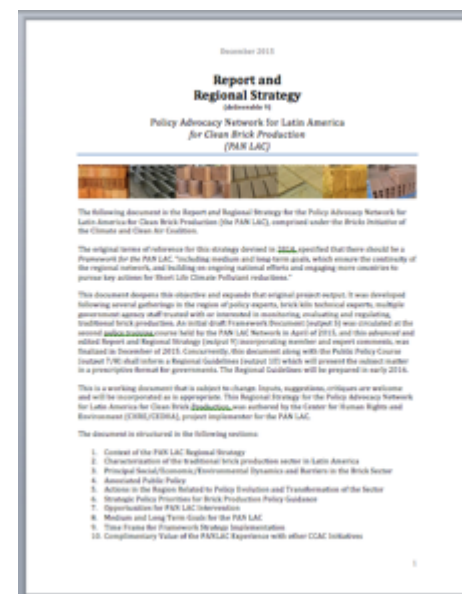 December 2015
Report and
Regional Strategy
(deliverable 9)
Policy Advocacy Network for Latin America
for Clean Brick Production
(PAN LAC)
The following document is the Report and Regional Strategy for the Policy Advocacy Network for
Latin America for Clean Brick Production (the PAN LAC), comprised under the Bricks Initiative of
the Climate and Clean Air Coalition.
The original terms of reference for this strategy devised in 2014, specified that there should be a
Framework for the PAN LAC, "including medium and long-term goals, which ensure the continuity of
the regional network, and building on ongoing national efforts and engaging more countries to
pursue key actions for Short Life Climate Pollutant reductions."
This document deepens this objective and expands that original project output. It was developed
following several gatherings in the region of policy experts, brick kiln technical experts, multiple
government agency staff trusted with or interested in monitoring, evaluating and regulating,
traditional brick production. An initial draft Framework Document (output 5) was circulated at the
second policy training course held by the PAN LAC Network in April of 2015, and this advanced and
edited Report and Regional Strategy (output 9) incorporating member and expert comments, was
finalized in December of 2015. Concurrently, this document along with the Public Policy Course
(output 7/8) shall inform a Regional Guidelines (output 10) which will present the subject matter
in a prescriptive format for governments. The Regional Guidelines will be prepared in early 2016.
This is a working document that is subject to change. Inputs, suggestions, critiques are welcome
and will be incorporated as is appropriate. This Regional Strategy for the Policy Advocacy Network
for Latin America for Clean Brick Production, was authored by the Center for Human Rights and
Environment (CHRE/CEDHA), project implementer for the PAN LAC.
The document is structured in the following sections:
1. Context of the PAN LAC Regional Strategy
2. Characterization of the traditional brick production sector in Latin America
3. Principal Social/Economic/Environmental Dynamics and Barriers in the Brick Sector
4. Associated Public Policy
5. Actions in the Region Related to Policy Evolution and Transformation of the Sector
6. Strategic Policy Priorities for Brick Production Policy Guidance
7. Opportunities for PAN LAC Intervention
8. Medium and Long Term Goals for the PAN LAC
9. Time Frame for Framework Strategy Implementation
10. Complimentary Value of the PANLAC Experience with other CCAC Initiatives
1